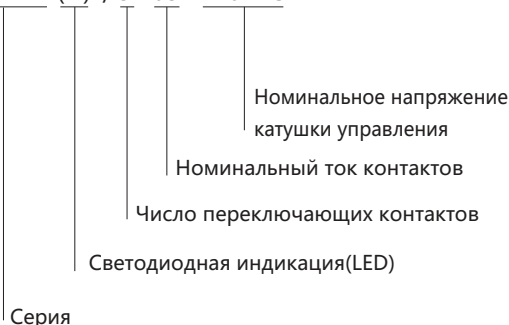 Номинальное напряжение
катушки управления
Номинальный ток контактов
Число переключающих контактов
Светодиодная индикация(LED)
Серия